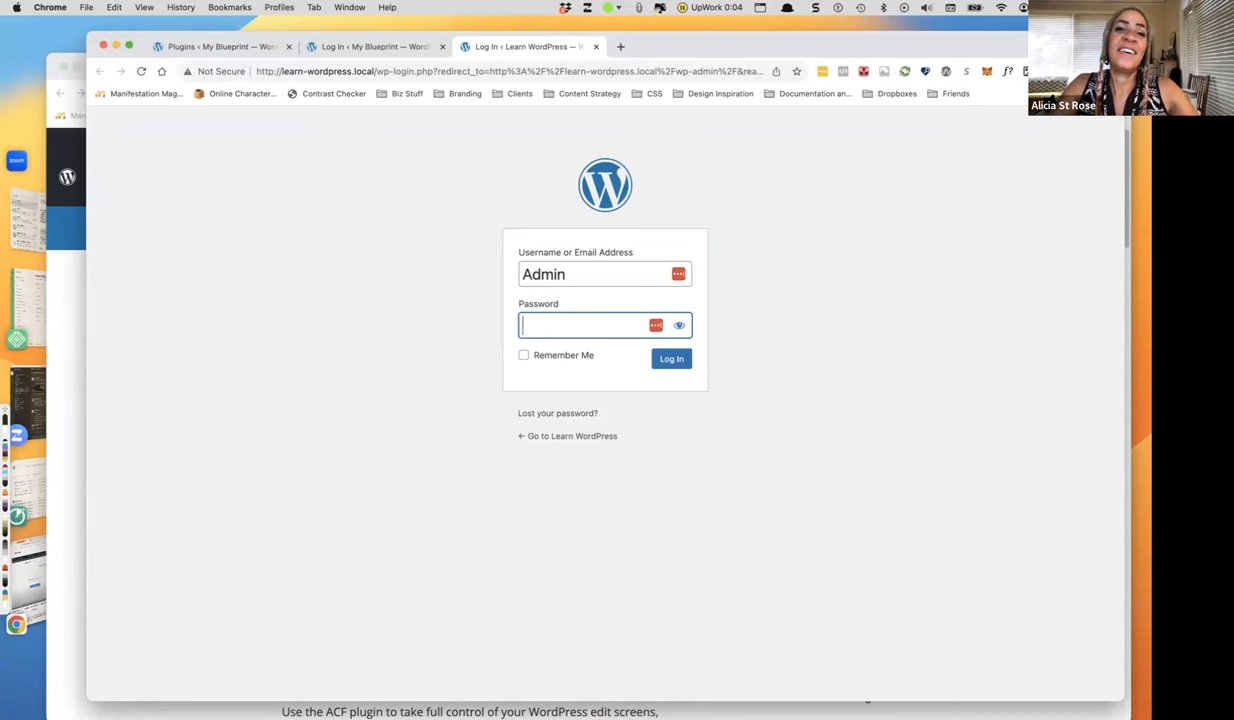 Chrome File Edit View History Bookmarks Profiles Tab Window Help
UpWork 0:04
Plugins ‹ My Blueprint — Wor
Log In ‹ My Blueprint — Word
Log In ‹ Learn WordPress — W
Not Secure http://learn-wordpress.local/wp-login.php?redirect_to=http%3A%2F%2Flearn-wordpress.local%2Fwp-admin%2F&rea...
Manifestation Mag... Online Character... Contrast Checker Biz Stuff Branding Clients Content Strategy CSS Design Inspiration Documentation an... Dropboxes Friends
Alicia St Rose
zoom
Username or Email Address
Admin
Password
Remember Me
Log In
Lost your password?
← Go to Learn WordPress
Use the ACF plugin to take full control of your WordPress edit screens,